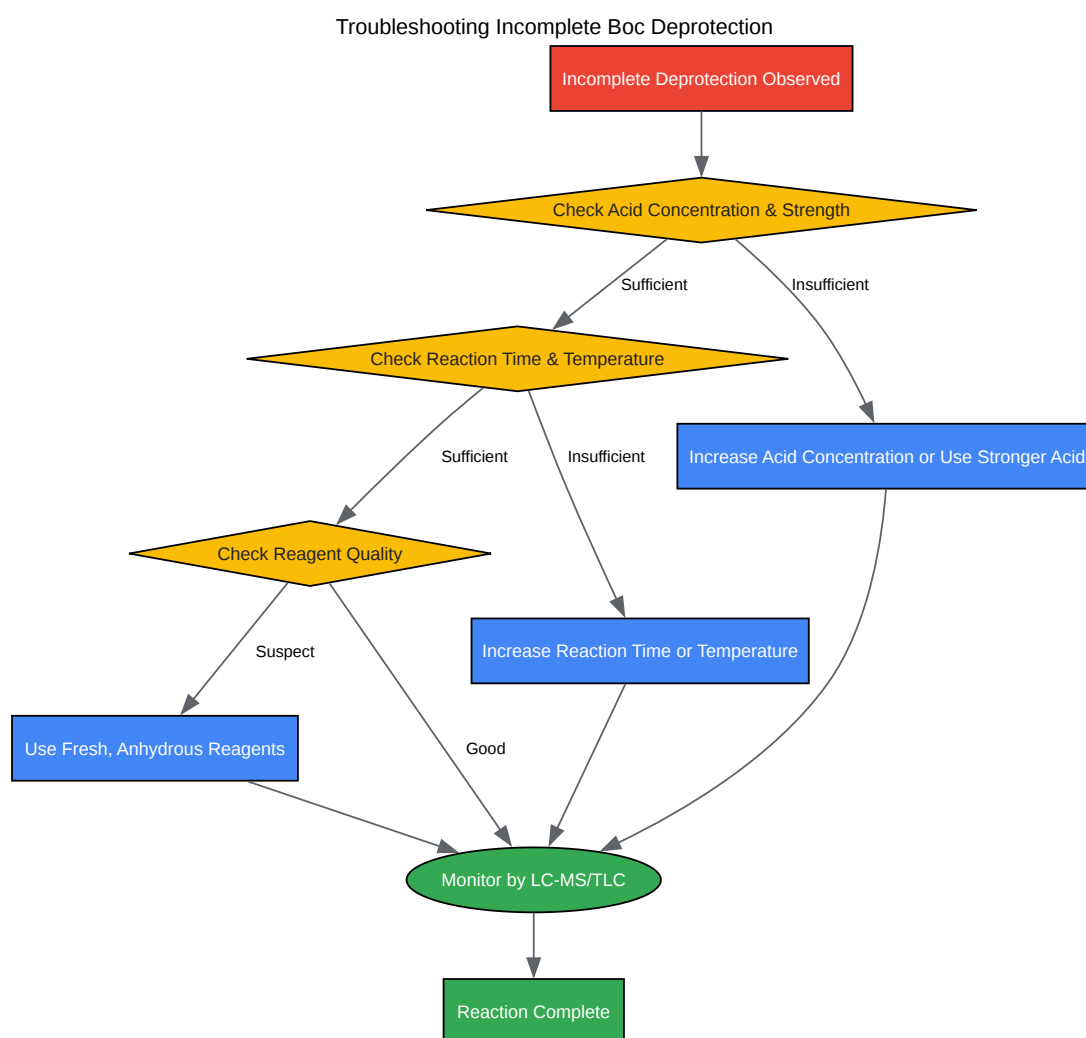 Troubleshooting Incomplete Boc Deprotection
Incomplete Deprotection Observed
Check Acid Concentration & Strength
Sufficient
Insufficient
Check Reaction Time & Temperature
Sufficient
Insufficient
Increase Acid Concentration or Use Stronger Acid
Check Reagent Quality
Suspect
Increase Reaction Time or Temperature
Use Fresh, Anhydrous Reagents
Good
Monitor by LC-MS/TLC
Reaction Complete